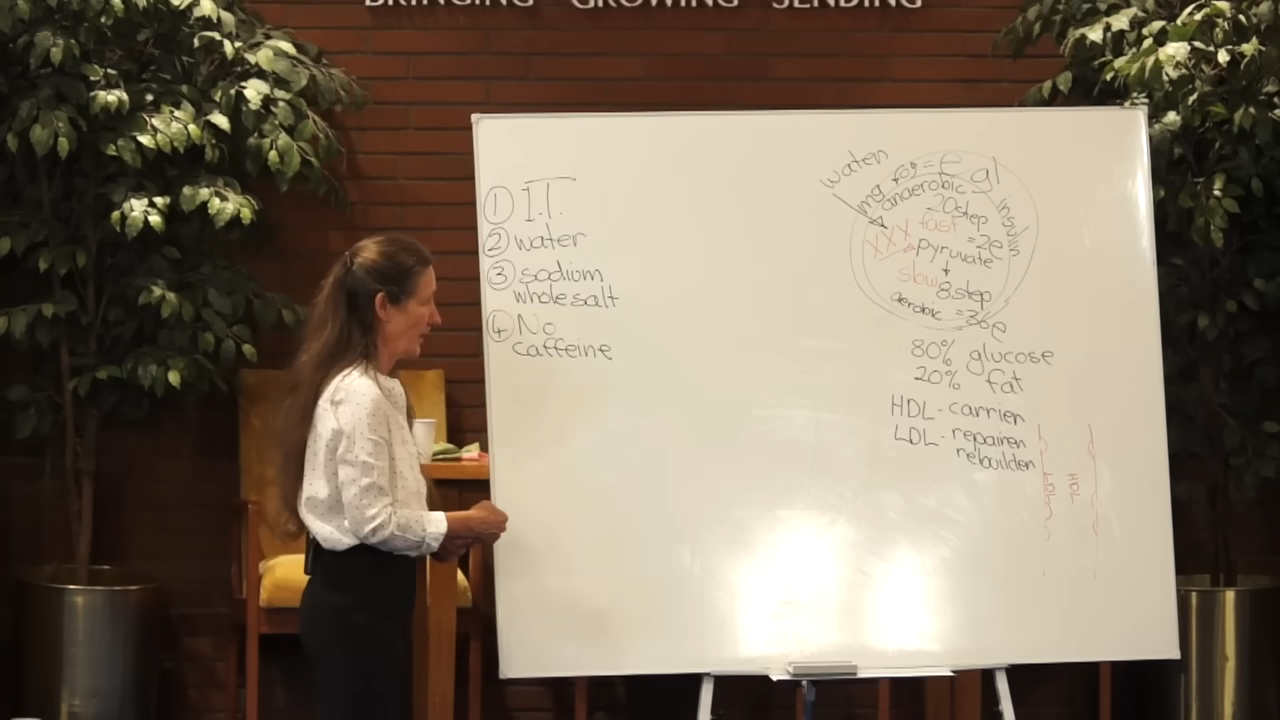 BRINGING GROWING SENDING
① I.T.
② water
③ sodium
whole salt
④ No
caffeine
water
mg fog = e gl
insulin
anaerobic
20step
fast = 2e
XXX
pyruvate
slow 8step
aerobic = 36e
80% glucose
20% fat
HDL - carrier
LDL - repairer
rebuilder
LDL
HDL